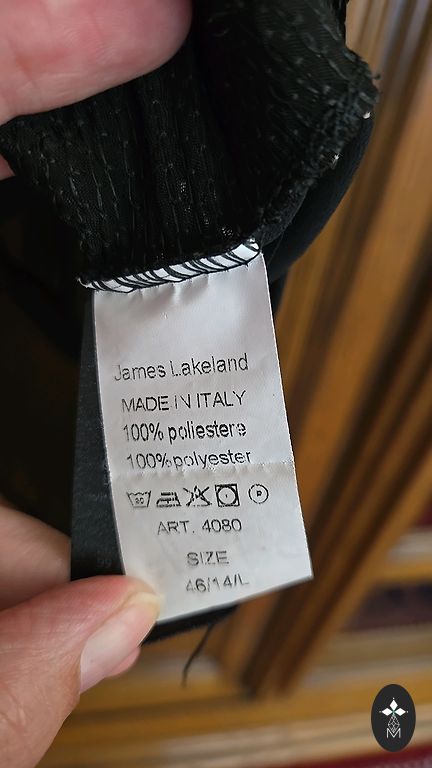 James Lakeland
MADE IN ITALY
100% poliestere
100% polyester
ART. 4080
SIZE
46/14/L